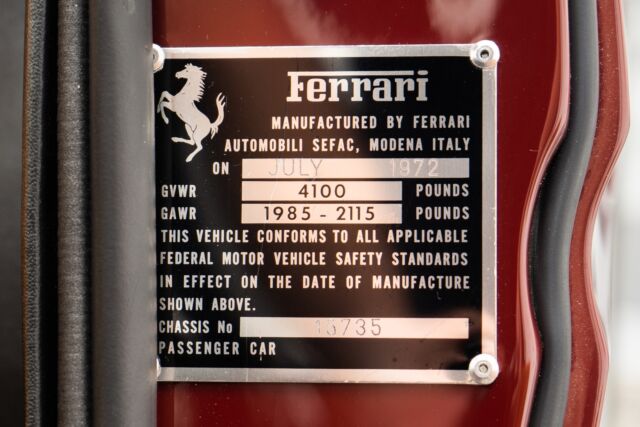 Ferrari
MANUFACTURED BY FERRARI
AUTOMOBILI SEFAC, MODENA ITALY
ON JULY 1972
GVWR 4100 POUNDS
GAWR 1985 - 2115 POUNDS
THIS VEHICLE CONFORMS TO ALL APPLICABLE
FEDERAL MOTOR VEHICLE SAFETY STANDARDS
IN EFFECT ON THE DATE OF MANUFACTURE
SHOWN ABOVE.
CHASSIS No
PASSENGER CAR